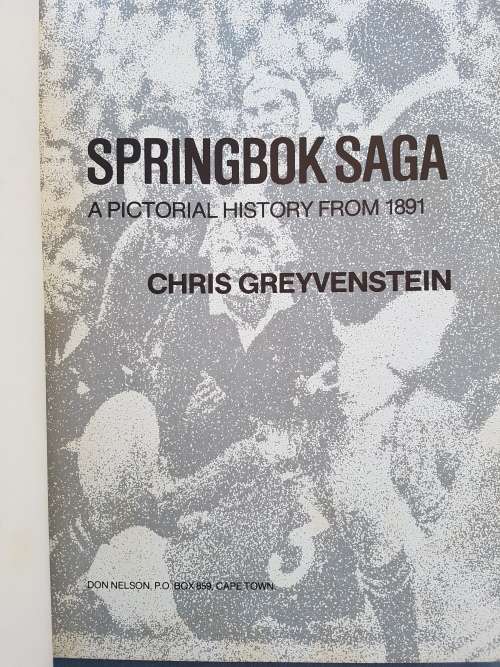 SPRINGBOK SAGA
A PICTORIAL HISTORY FROM 1891
CHRIS GREYVENSTEIN
DON NELSON, P.O. BOX 859, CAPE TOWN.